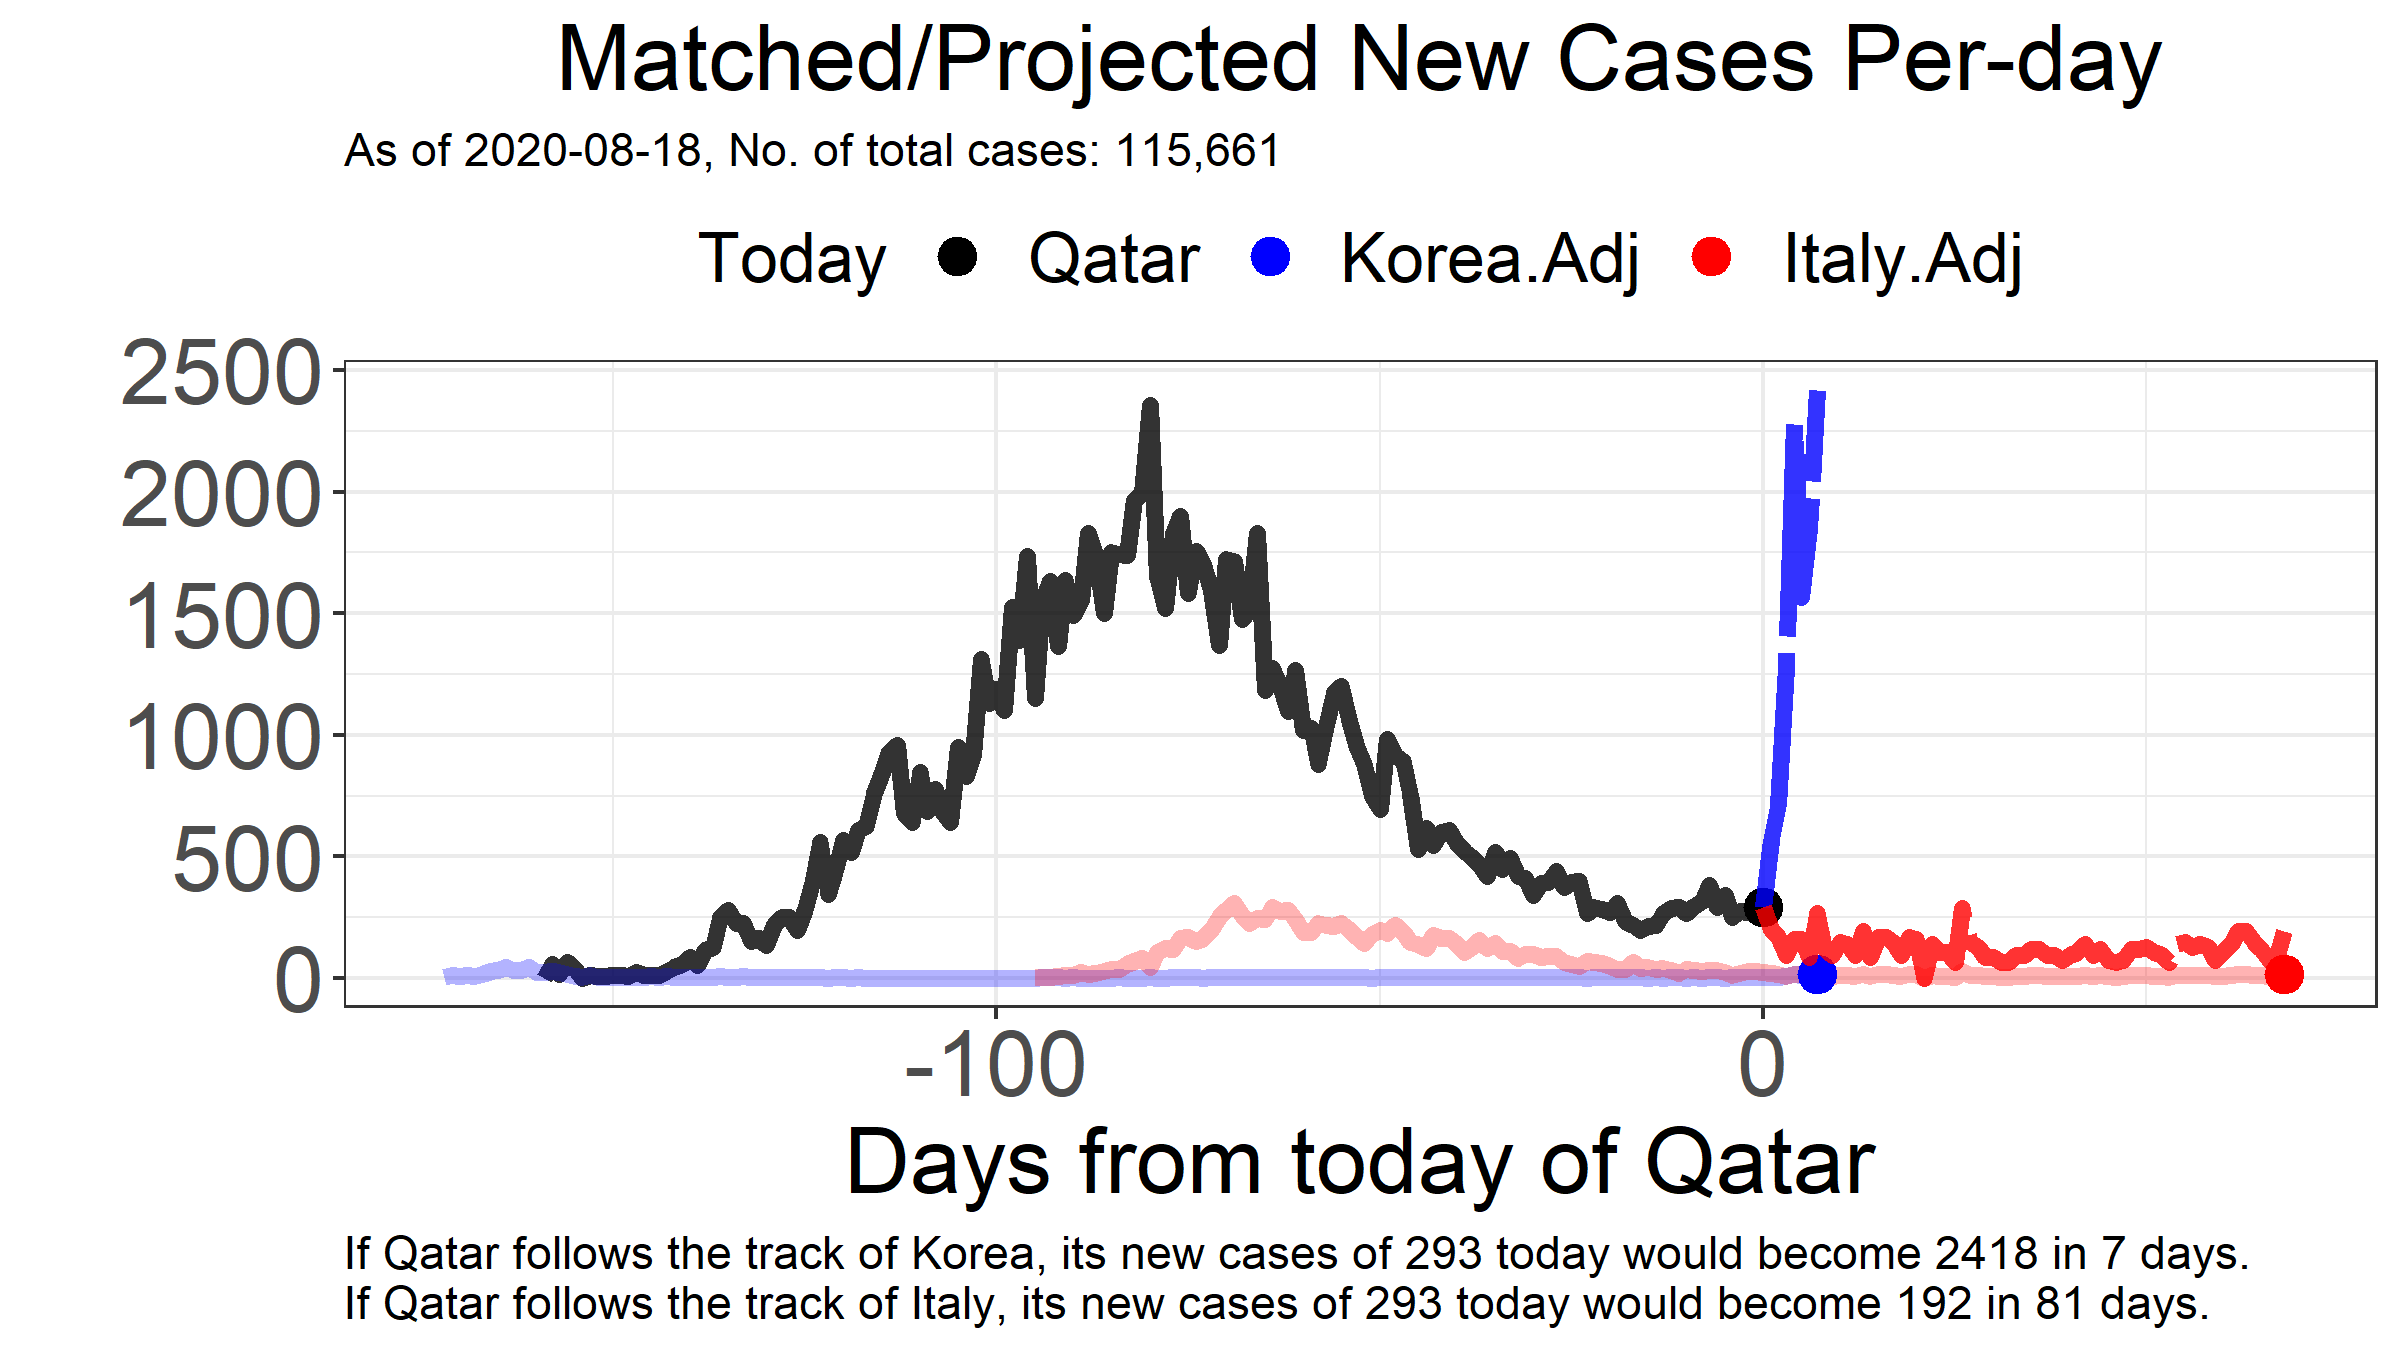 Matched/Projected New Cases Per-day
As of 2020-08-18, No. of total cases: 115,661
Today Qatar Korea.Adj Italy.Adj
2500
2000
1500
1000
500
0
-100 0
Days from today of Qatar
If Qatar follows the track of Korea, its new cases of 293 today would become 2418 in 7 days.
If Qatar follows the track of Italy, its new cases of 293 today would become 192 in 81 days.